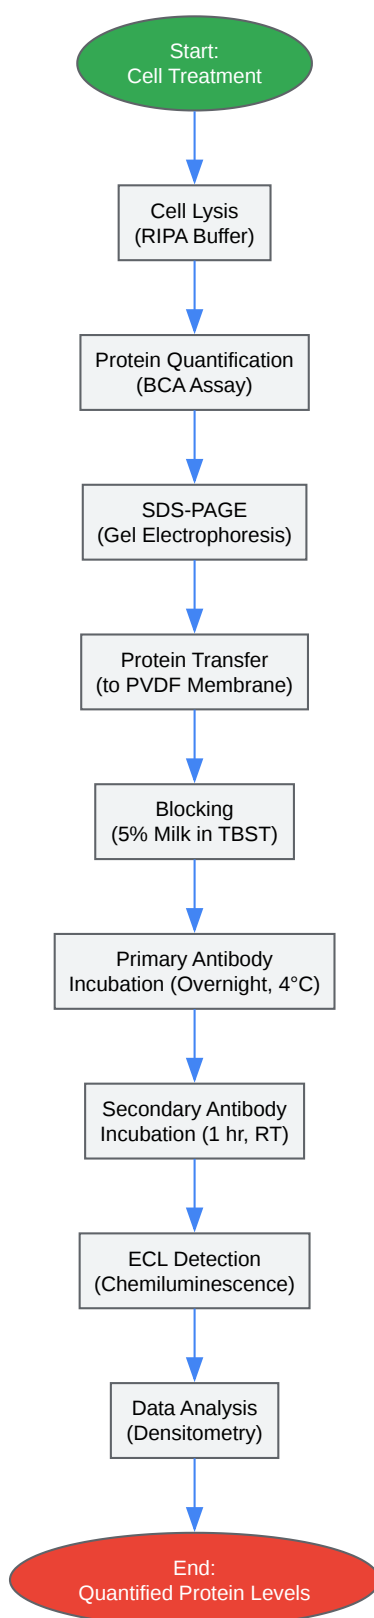 Start:
Cell Treatment
Cell Lysis
(RIPA Buffer)
Protein Quantification
(BCA Assay)
SDS-PAGE
(Gel Electrophoresis)
Protein Transfer
(to PVDF Membrane)
Blocking
(5% Milk in TBST)
Primary Antibody
Incubation (Overnight, 4°C)
Secondary Antibody
Incubation (1 hr, RT)
ECL Detection
(Chemiluminescence)
Data Analysis
(Densitometry)
End:
Quantified Protein Levels